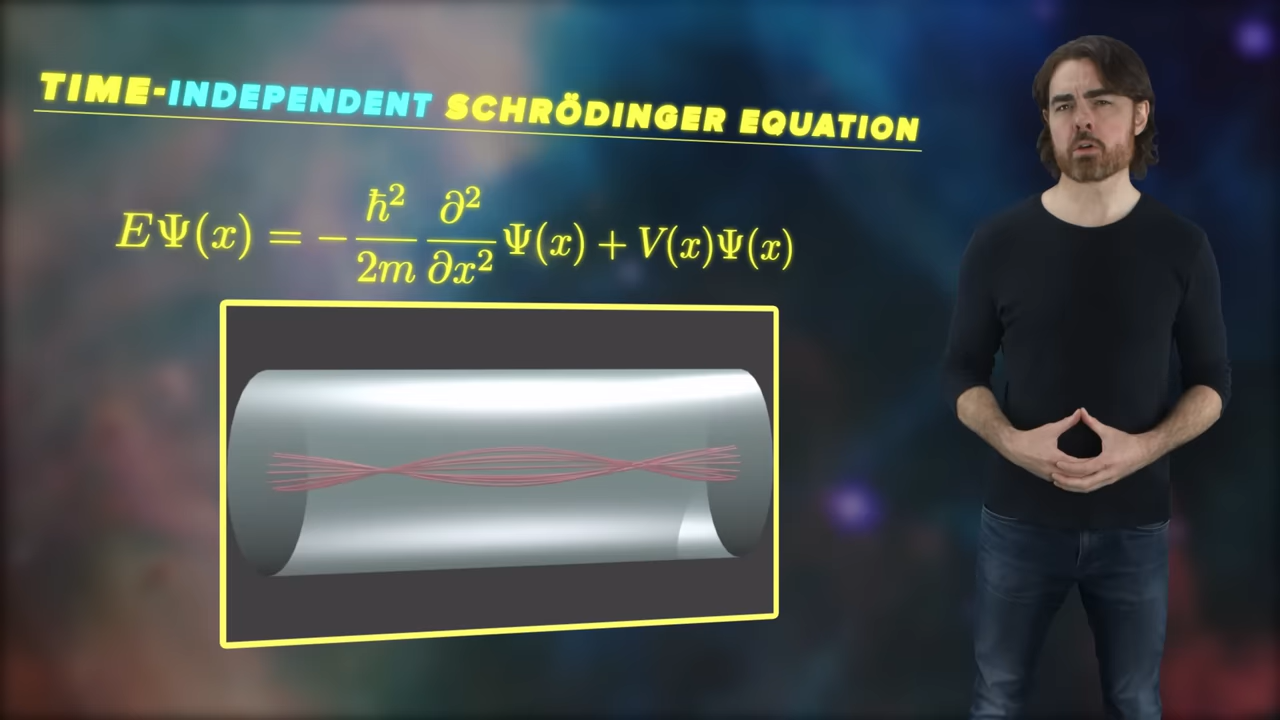 TIME-INDEPENDENT SCHRÖDINGER EQUATION
EΨ(x) = -ħ²/2m ∂²/∂x² Ψ(x) + V(x)Ψ(x)